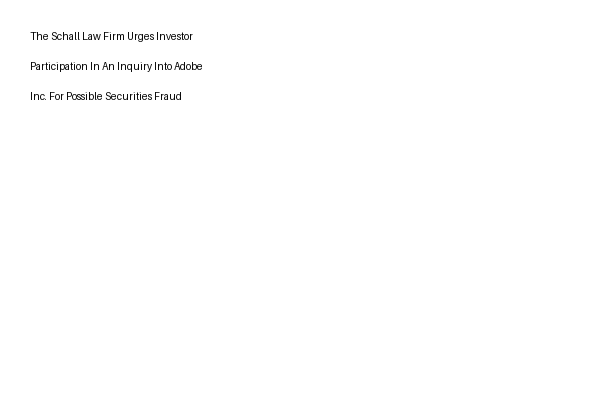 The Schall Law Firm Urges Investor
Participation In An Inquiry Into Adobe
Inc. For Possible Securities Fraud